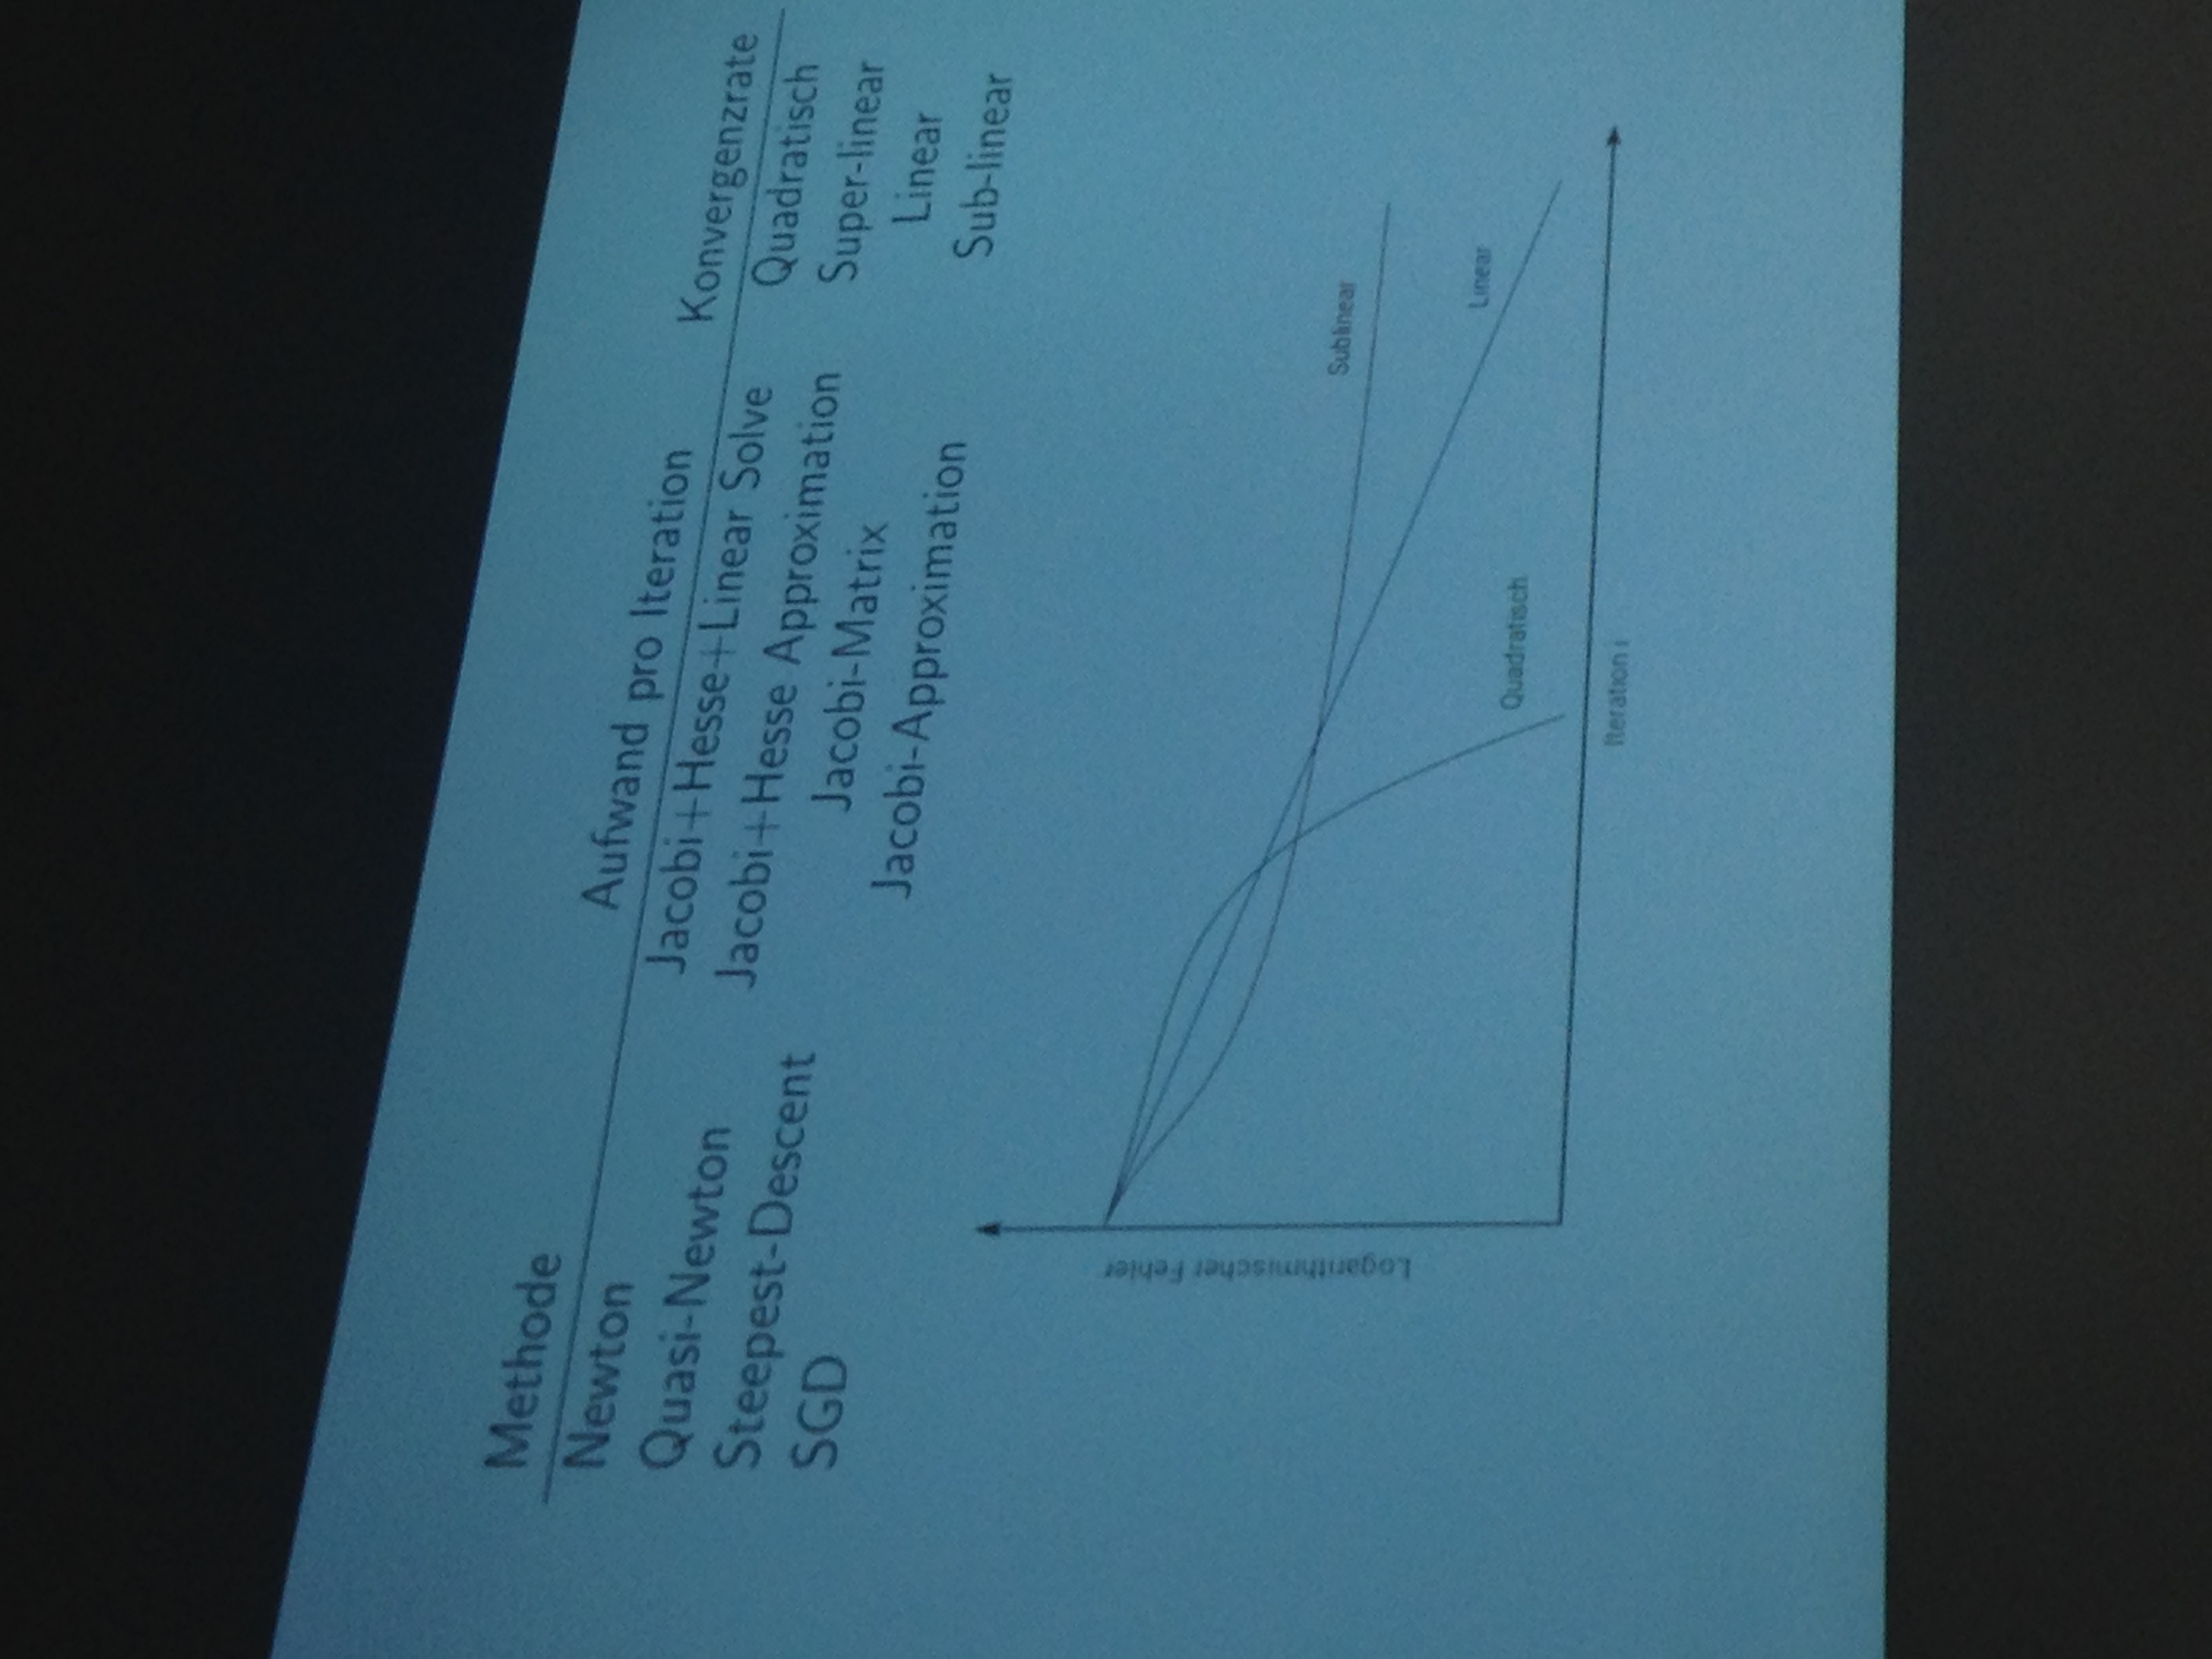 Methode Aufwand pro Iteration Konvergenzrate
Newton Jacobi+Hesse+Linear Solve Quadratisch
Quasi-Newton Jacobi+Hesse Approximation Super-linear
Steepest-Descent Jacobi-Matrix Linear
SGD Jacobi-Approximation Sub-linear
Logarithmischer Fehler
Sublinear
Linear
Quadratisch
Iteration i